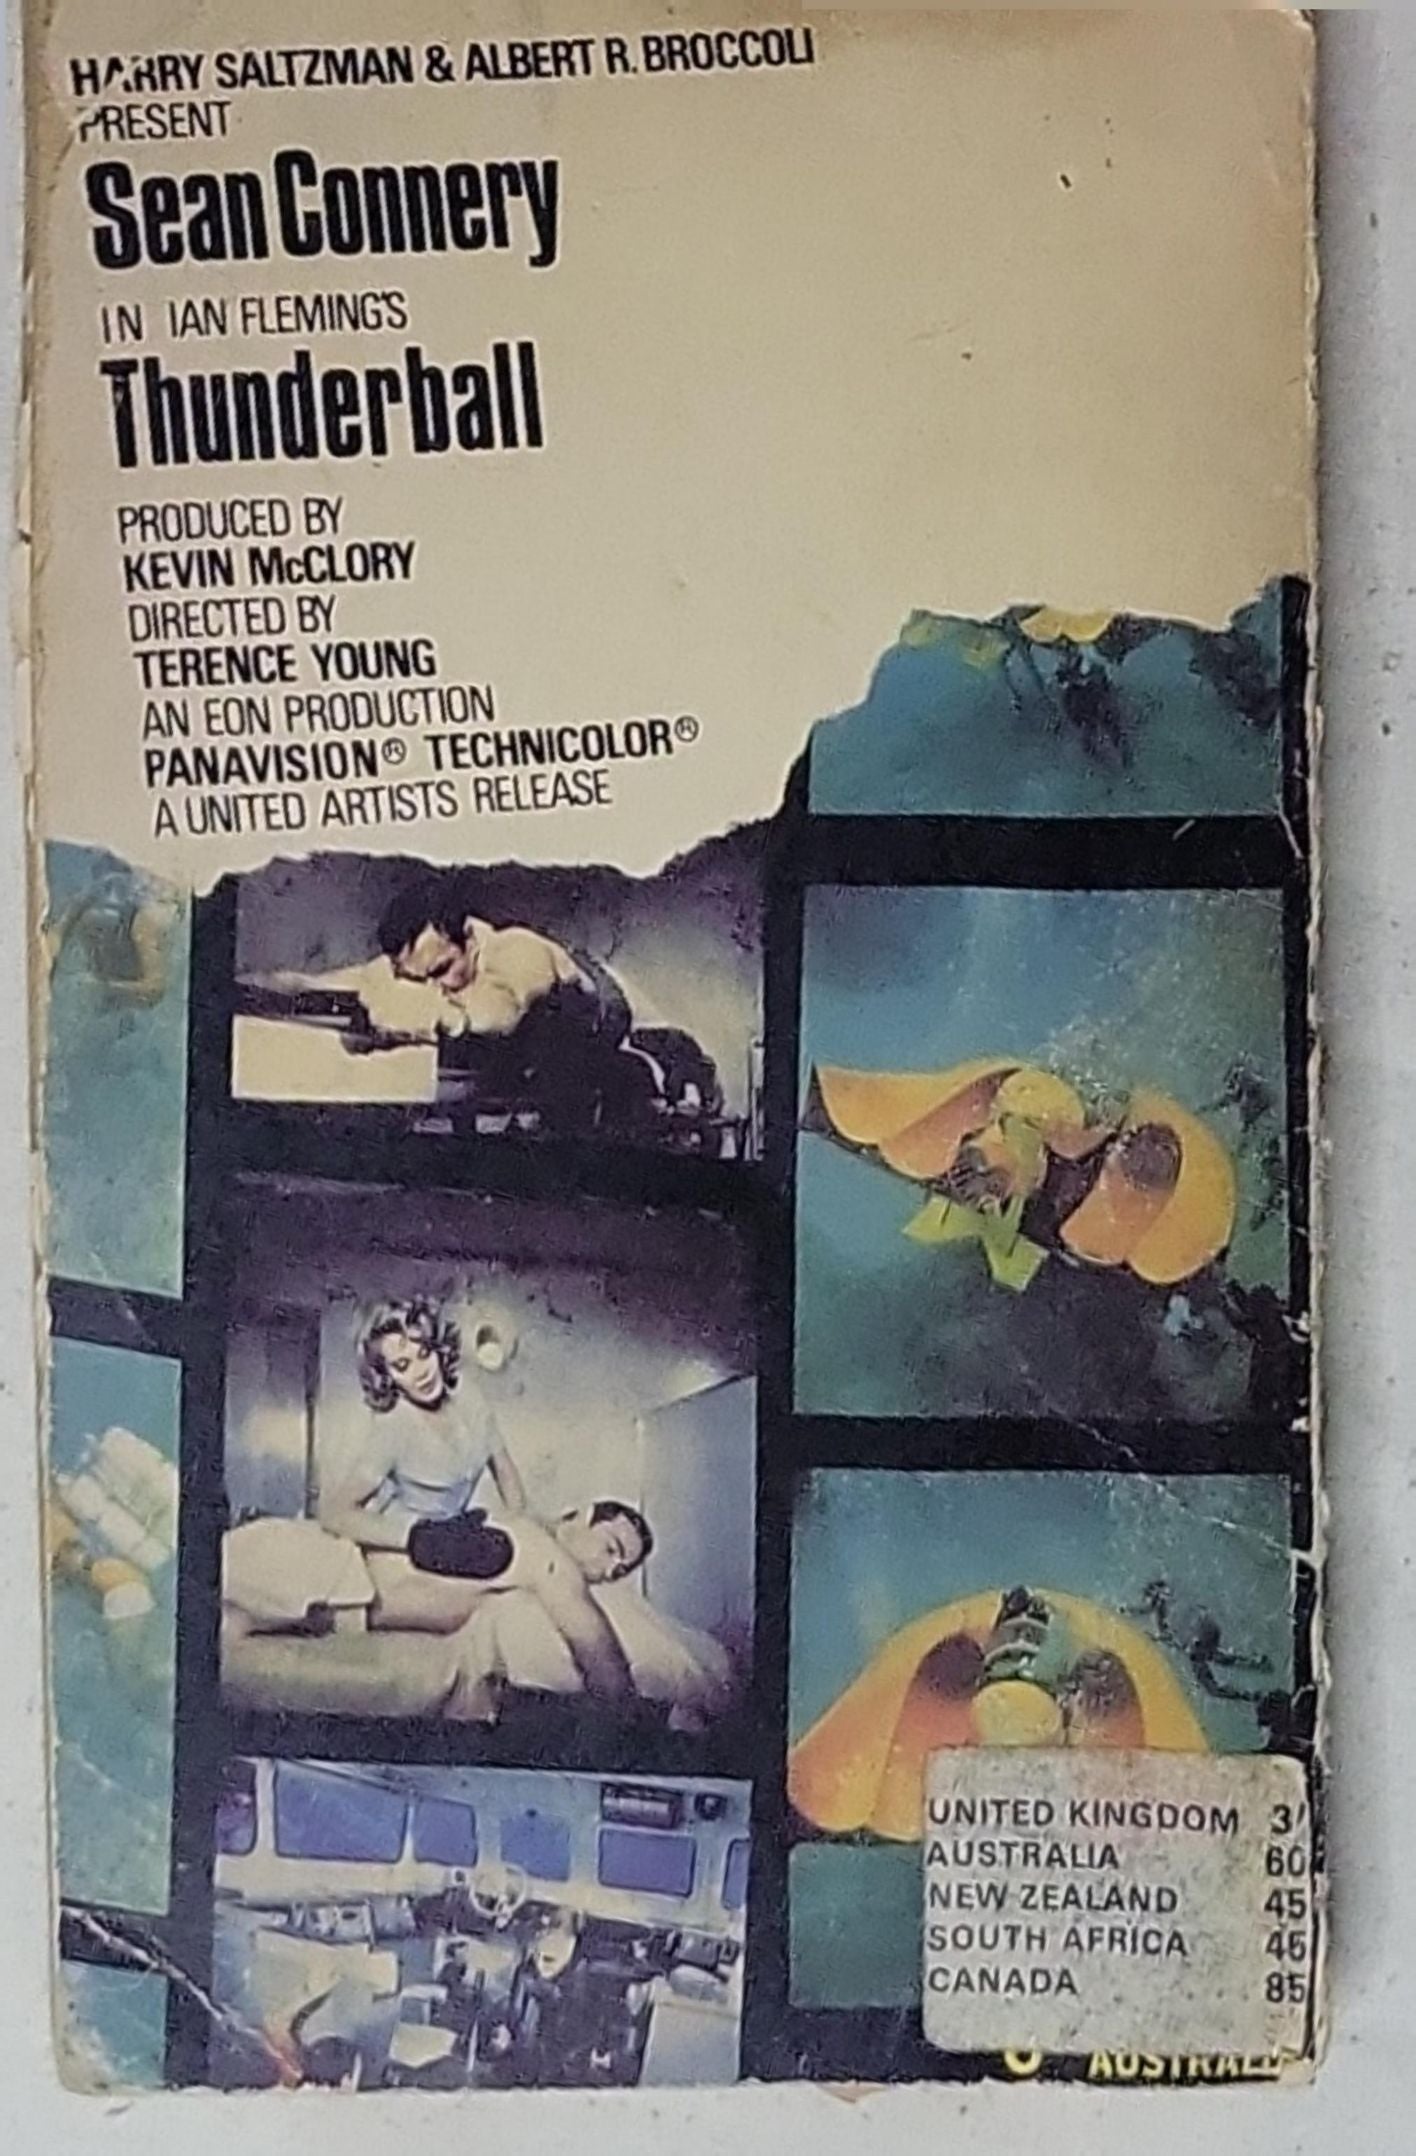 HARRY SALTZMAN & ALBERT R. BROCCOLI
PRESENT
Sean Connery
IN IAN FLEMING'S
Thunderball
PRODUCED BY
KEVIN McCLORY
DIRECTED BY
TERENCE YOUNG
AN EON PRODUCTION
PANAVISION® TECHNICOLOR®
A UNITED ARTISTS RELEASE
UNITED KINGDOM 3/
AUSTRALIA 60
NEW ZEALAND 45
SOUTH AFRICA 45
CANADA 85